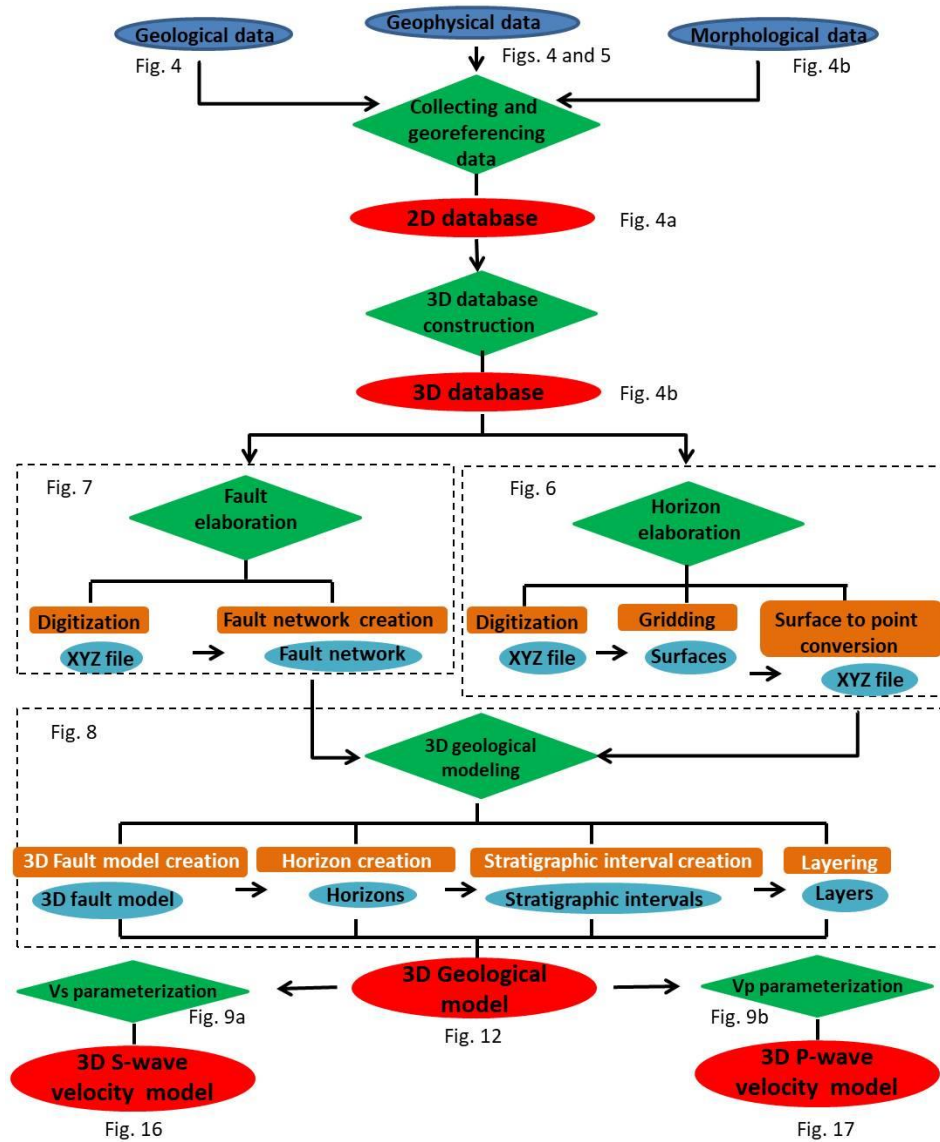 Geological data
Geophysical data
Morphological data
Fig. 4
Figs. 4 and 5
Fig. 4b
Collecting and
georeferencing
data
2D database
Fig. 4a
3D database
construction
3D database
Fig. 4b
Fig. 7
Fault
elaboration
Digitization
Fault network creation
XYZ file
Fault network
Fig. 6
Horizon
elaboration
Digitization
Gridding
Surface to point
conversion
XYZ file
Surfaces
XYZ file
Fig. 8
3D geological
modeling
3D Fault model creation
Horizon creation
Stratigraphic interval creation
Layering
3D fault model
Horizons
Stratigraphic intervals
Layers
Vs parameterization
Fig. 9a
3D Geological
model
Fig. 12
Vp parameterization
Fig. 9b
3D S-wave
velocity model
Fig. 16
3D P-wave
velocity model
Fig. 17